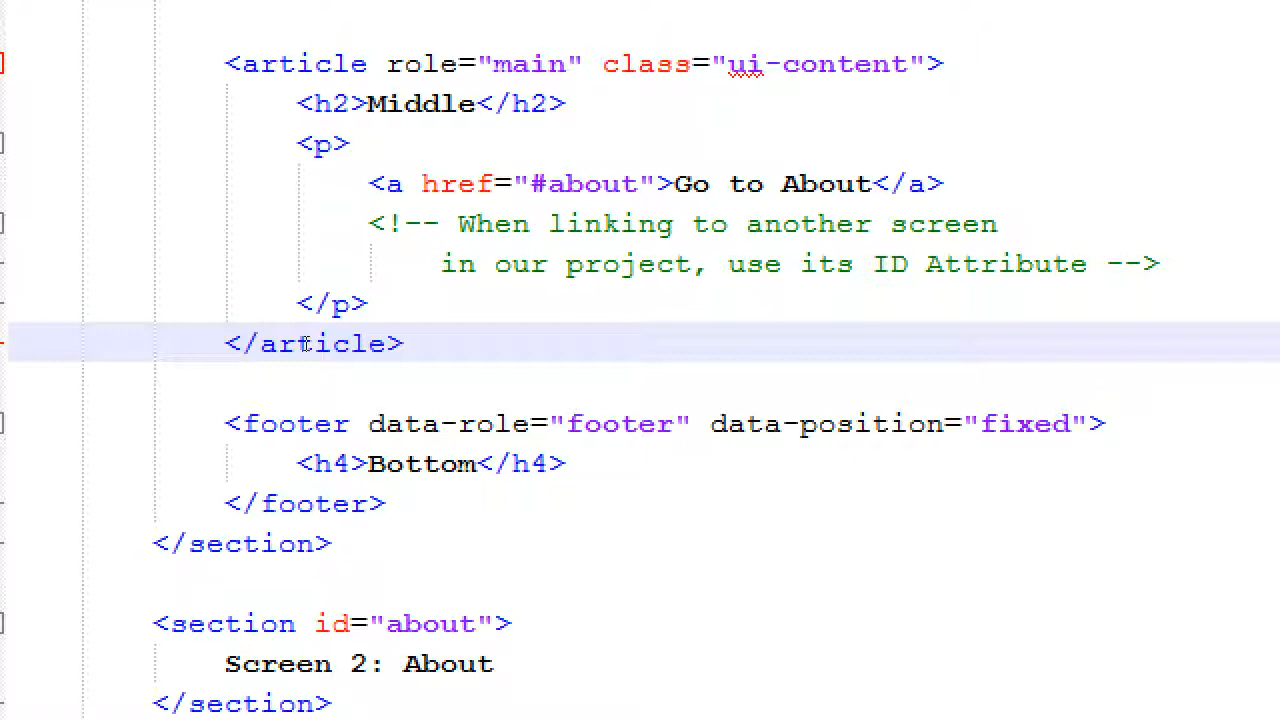 <article role="main" class="ui-content">
<h2>Middle</h2>
<p>
<a href="#about">Go to About</a>
<!-- When linking to another screen
in our project, use its ID Attribute -->
</p>
</article>
<footer data-role="footer" data-position="fixed">
<h4>Bottom</h4>
</footer>
</section>
<section id="about">
Screen 2: About
</section>